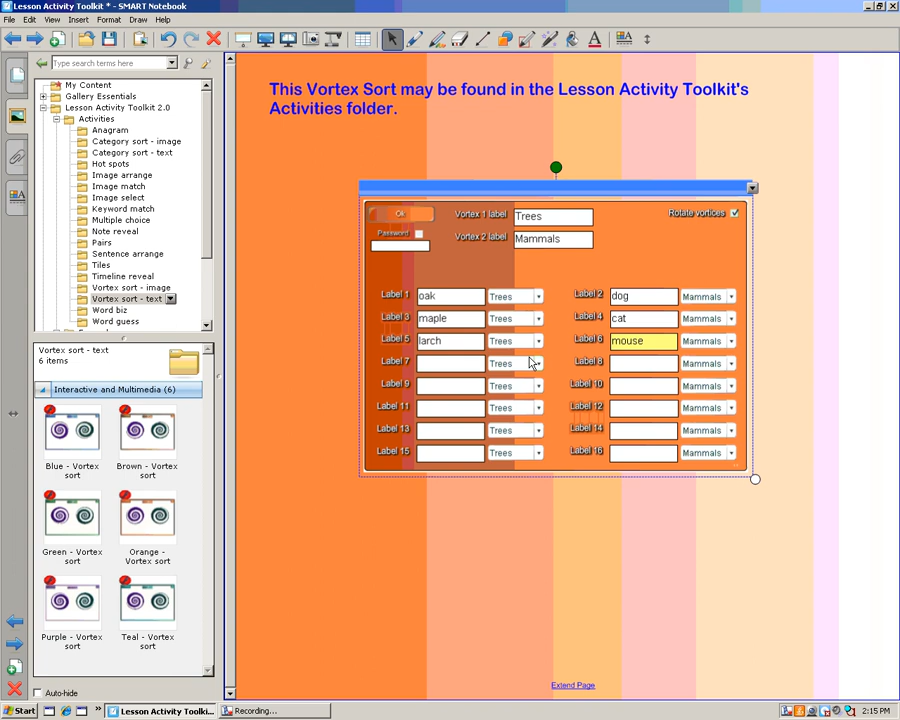 Lesson Activity Toolkit * - SMART Notebook
File Edit View Insert Format Draw Help
Type search terms here
My Content
Gallery Essentials
Lesson Activity Toolkit 2.0
Activities
Anagram
Category sort - image
Category sort - text
Hot spots
Image arrange
Image match
Image select
Keyword match
Multiple choice
Note reveal
Pairs
Sentence arrange
Tiles
Timeline reveal
Vortex sort - image
Vortex sort - text
Word biz
Word guess
Vortex sort - text
6 items
Interactive and Multimedia (6)
Blue - Vortex sort
Brown - Vortex sort
Green - Vortex sort
Orange - Vortex sort
Purple - Vortex sort
Teal - Vortex sort
Auto-hide
This Vortex Sort may be found in the Lesson Activity Toolkit's
Activities folder.
Ok Vortex 1 label Trees Rotate vortices
Password Vortex 2 label Mammals
Label 1 oak Trees Label 2 dog Mammals
Label 3 maple Trees Label 4 cat Mammals
Label 5 larch Trees Label 6 mouse Mammals
Label 7 Trees Label 8 Mammals
Label 9 Trees Label 10 Mammals
Label 11 Trees Label 12 Mammals
Label 13 Trees Label 14 Mammals
Label 15 Trees Label 16 Mammals
Extend Page
Start Lesson Activity Toolki... Recording... 2:15 PM